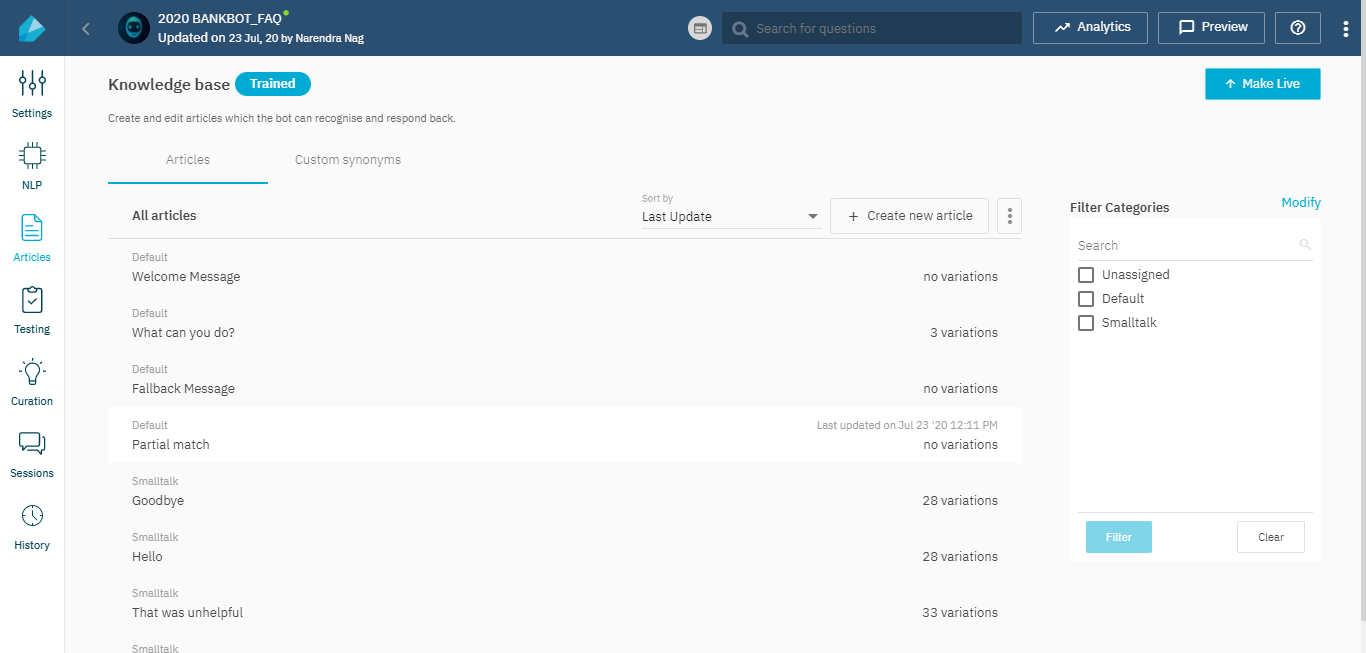 2020 BANKBOT_FAQ
Updated on 23 Jul, 20 by Narendra Nag
Search for questions
Analytics
Preview
Settings
NLP
Articles
Testing
Curation
Sessions
History
Knowledge base Trained
Make Live
Create and edit articles which the bot can recognise and respond back.
Articles Custom synonyms
All articles
Sort by
Last Update
+ Create new article
Default
Welcome Message no variations
Default
What can you do? 3 variations
Default
Fallback Message no variations
Default Last updated on Jul 23 '20 12:11 PM
Partial match no variations
Smalltalk
Goodbye 28 variations
Smalltalk
Hello 28 variations
Smalltalk
That was unhelpful 33 variations
Smalltalk
Filter Categories Modify
Search
Unassigned
Default
Smalltalk
Filter Clear